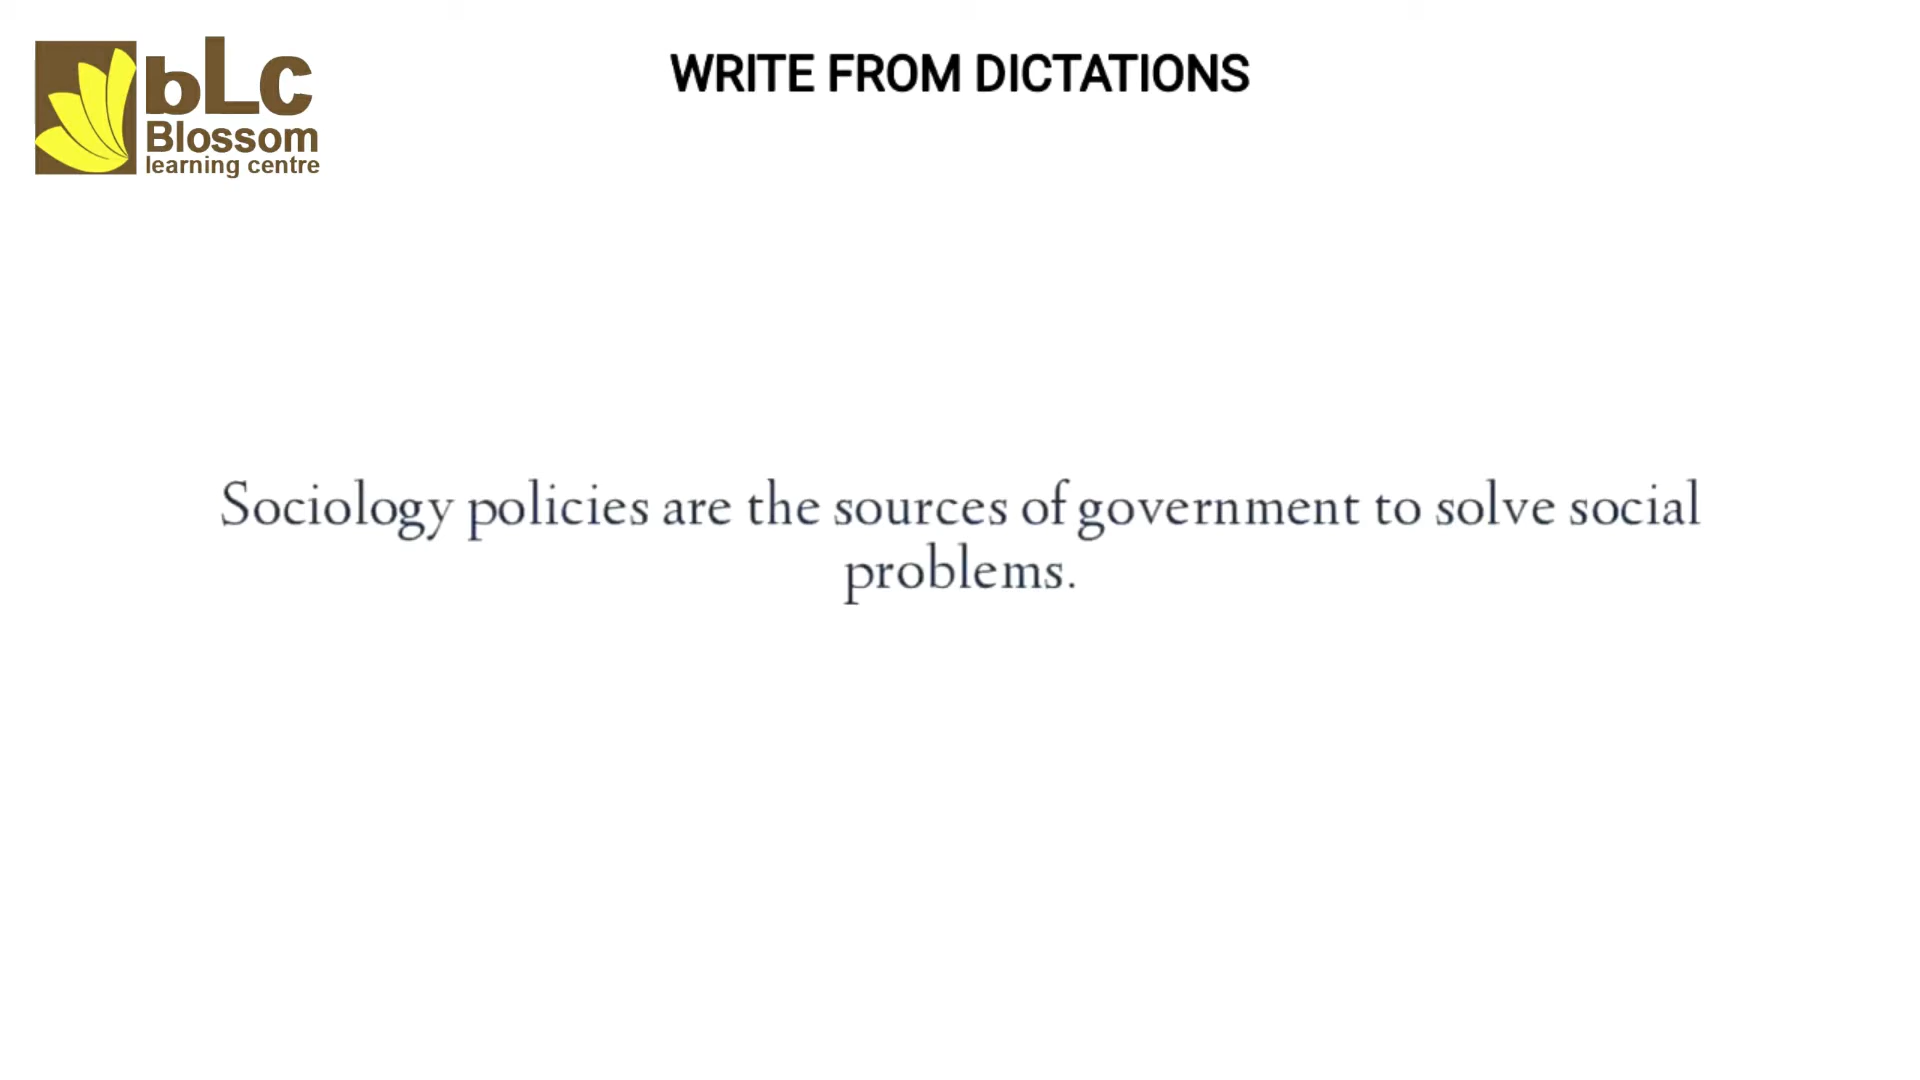 bLc
Blossom
learning centre
WRITE FROM DICTATIONS
Sociology policies are the sources of government to solve social
problems.